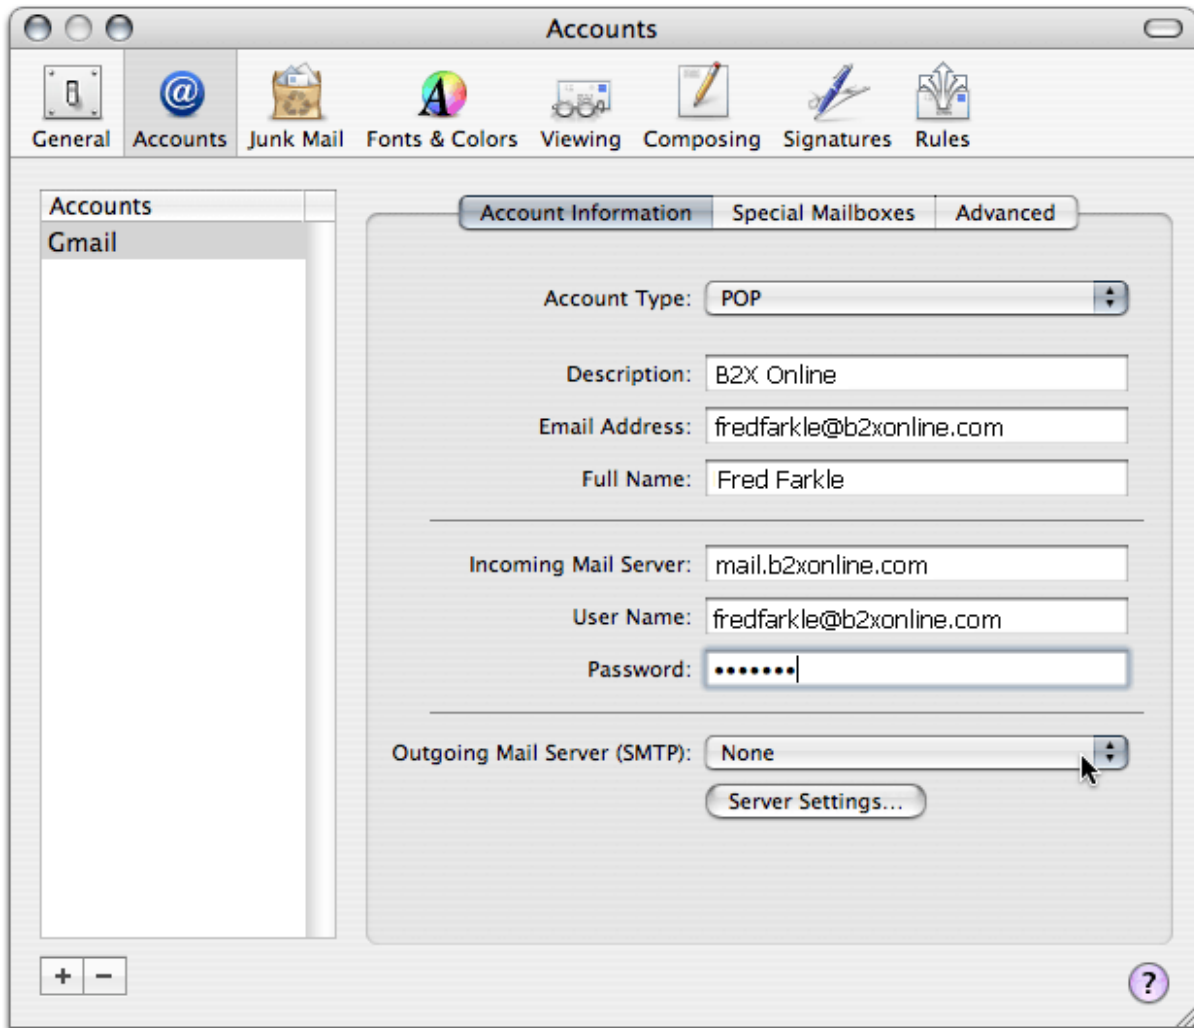 Accounts
General Accounts Junk Mail Fonts & Colors Viewing Composing Signatures Rules
Accounts
Gmail
Account Information Special Mailboxes Advanced
Account Type: POP
Description: B2X Online
Email Address: fredfarkle@b2xonline.com
Full Name: Fred Farkle
Incoming Mail Server: mail.b2xonline.com
User Name: fredfarkle@b2xonline.com
Password: •••••••
Outgoing Mail Server (SMTP): None
Server Settings...
+ − ?